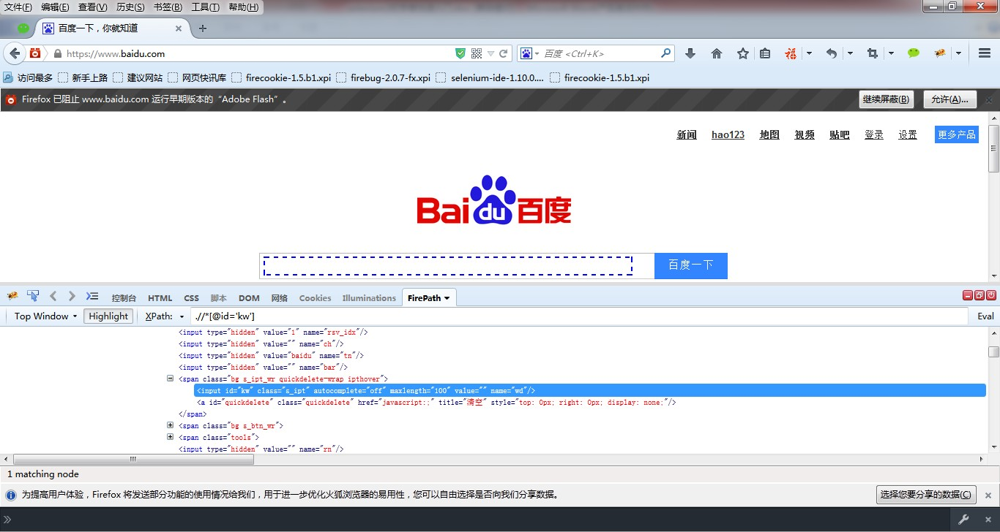 文件(F) 编辑(E) 查看(V) 历史(S) 书签(B) 工具(T) 帮助(H)
百度一下，你就知道
https://www.baidu.com 百度 <Ctrl+K> 福
访问最多 新手上路 建议网站 网页快讯库 firecookie-1.5.b1.xpi firebug-2.0.7-fx.xpi selenium-ide-1.10.0.... firecookie-1.5.b1.xpi
Firefox 已阻止 www.baidu.com 运行早期版本的“Adobe Flash”。 继续屏蔽(B) 允许(A)...
新闻 hao123 地图 视频 贴吧 登录 设置 更多产品
Bai du 百度
百度一下
控制台 HTML CSS 脚本 DOM 网络 Cookies Illuminations FirePath
Top Window Highlight XPath: .//*[@id='kw'] Eval
<input type="hidden" value="1" name="rsv_idx"/>
<input type="hidden" value="" name="ch"/>
<input type="hidden" value="baidu" name="tn"/>
<input type="hidden" value="" name="bar"/>
<span class="bg s_ipt_wr quickdelete-wrap ipthover">
<input id="kw" class="s_ipt" autocomplete="off" maxlength="100" value="" name="wd"/>
<a id="quickdelete" class="quickdelete" href="javascript:;" title="清空" style="top: 0px; right: 0px; display: none;"/>
</span>
<span class="bg s_btn_wr">
<span class="tools">
<input type="hidden" value="" name="rn"/>
1 matching node
为提高用户体验，Firefox 将发送部分功能的使用情况给我们，用于进一步优化火狐浏览器的易用性，您可以自由选择是否向我们分享数据。 选择您要分享的数据(C)